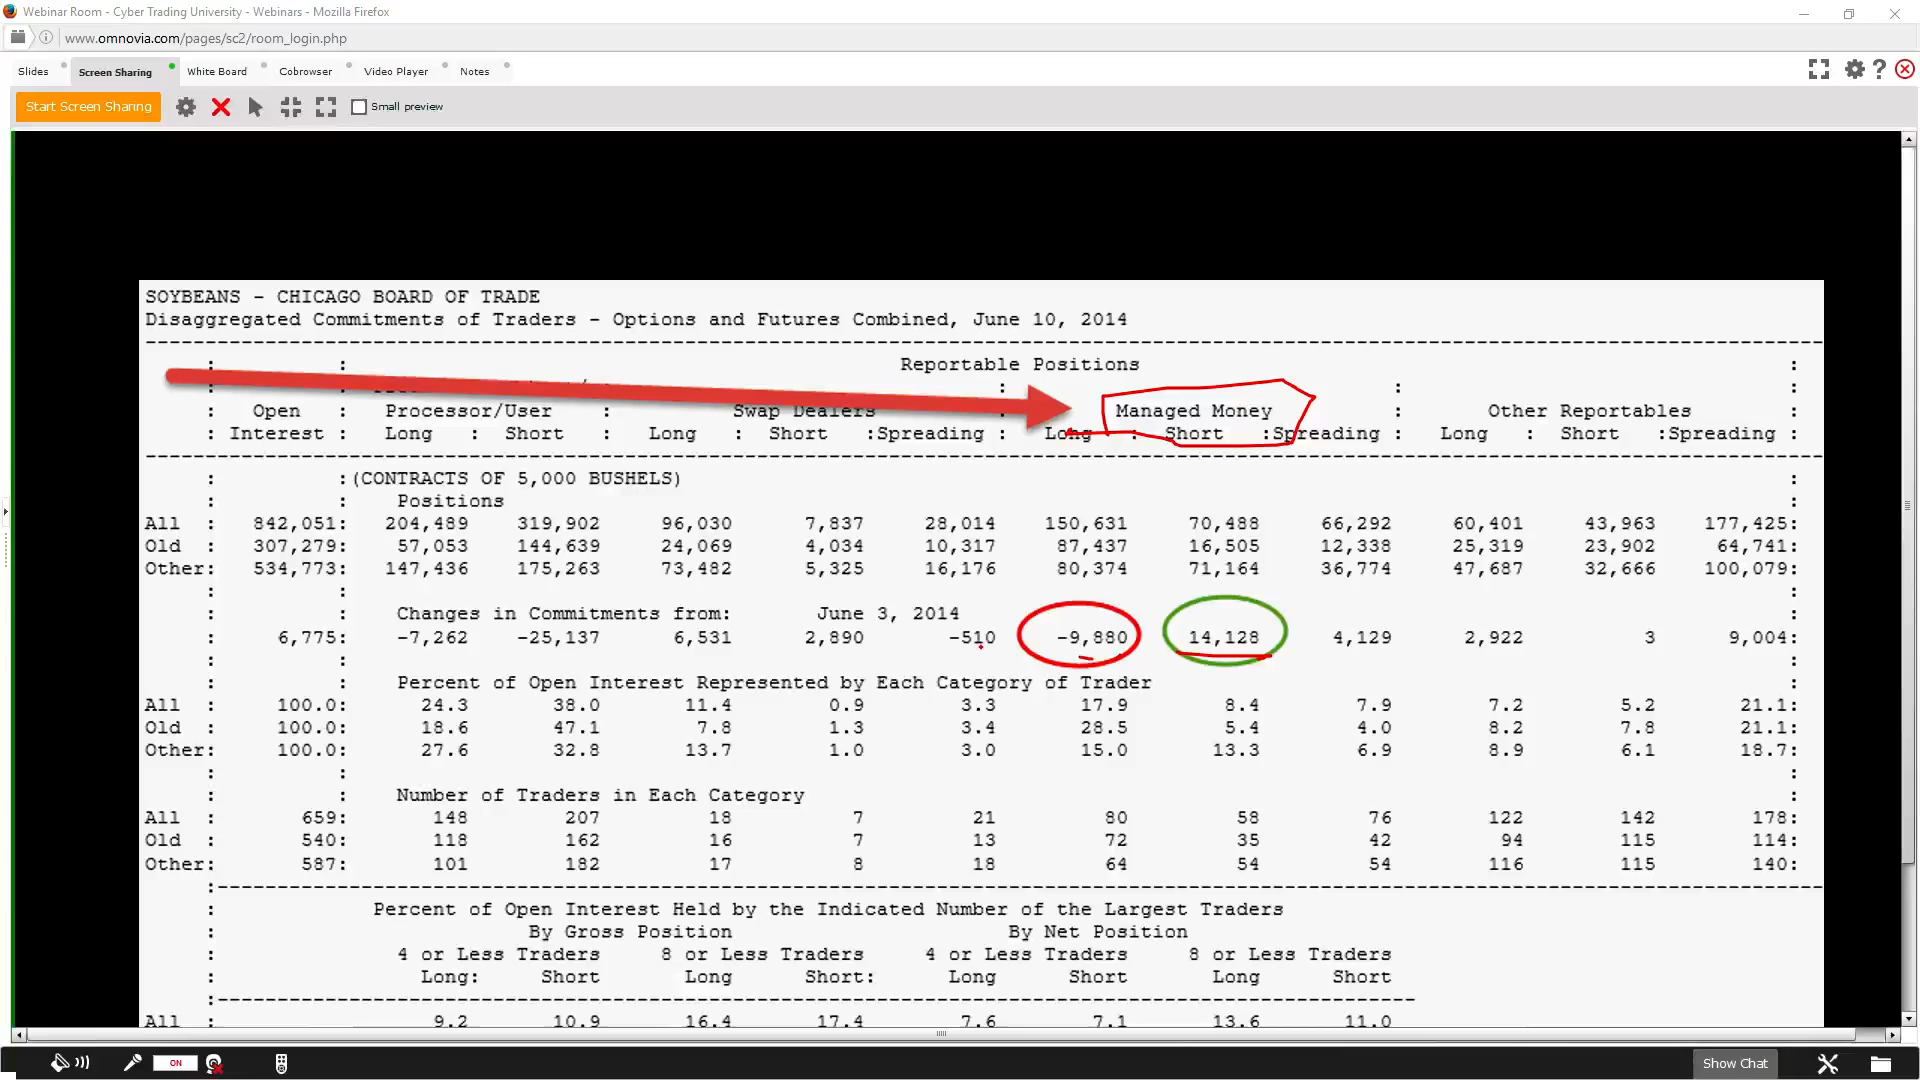 Webinar Room - Cyber Trading University - Webinars - Mozilla Firefox
www.omnovia.com/pages/sc2/room_login.php
Slides Screen Sharing White Board Cobrowser Video Player Notes
Start Screen Sharing Small preview
SOYBEANS - CHICAGO BOARD OF TRADE
Disaggregated Commitments of Traders - Options and Futures Combined, June 10, 2014
: : Reportable Positions :
: Open : Processor/User : Swap Dealers : Managed Money : Other Reportables :
: Interest : Long : Short : Long : Short :Spreading : Long : Short :Spreading : Long : Short :Spreading :
: :(CONTRACTS OF 5,000 BUSHELS) :
: : Positions :
All : 842,051: 204,489 319,902 96,030 7,837 28,014 150,631 70,488 66,292 60,401 43,963 177,425:
Old : 307,279: 57,053 144,639 24,069 4,034 10,317 87,437 16,505 12,338 25,319 23,902 64,741:
Other: 534,773: 147,436 175,263 73,482 5,325 16,176 80,374 71,164 36,774 47,687 32,666 100,079:
: : Changes in Commitments from: June 3, 2014 :
: 6,775: -7,262 -25,137 6,531 2,890 -510 -9,880 14,128 4,129 2,922 3 9,004:
: : Percent of Open Interest Represented by Each Category of Trader :
All : 100.0: 24.3 38.0 11.4 0.9 3.3 17.9 8.4 7.9 7.2 5.2 21.1:
Old : 100.0: 18.6 47.1 7.8 1.3 3.4 28.5 5.4 4.0 8.2 7.8 21.1:
Other: 100.0: 27.6 32.8 13.7 1.0 3.0 15.0 13.3 6.9 8.9 6.1 18.7:
: : Number of Traders in Each Category :
All : 659: 148 207 18 7 21 80 58 76 122 142 178:
Old : 540: 118 162 16 7 13 72 35 42 94 115 114:
Other: 587: 101 182 17 8 18 64 54 54 116 115 140:
: Percent of Open Interest Held by the Indicated Number of the Largest Traders
: By Gross Position By Net Position
: 4 or Less Traders 8 or Less Traders 4 or Less Traders 8 or Less Traders
: Long: Short Long Short: Long Short Long Short
All : 9.2 10.9 16.4 17.4 7.6 7.1 13.6 11.0
ON Show Chat